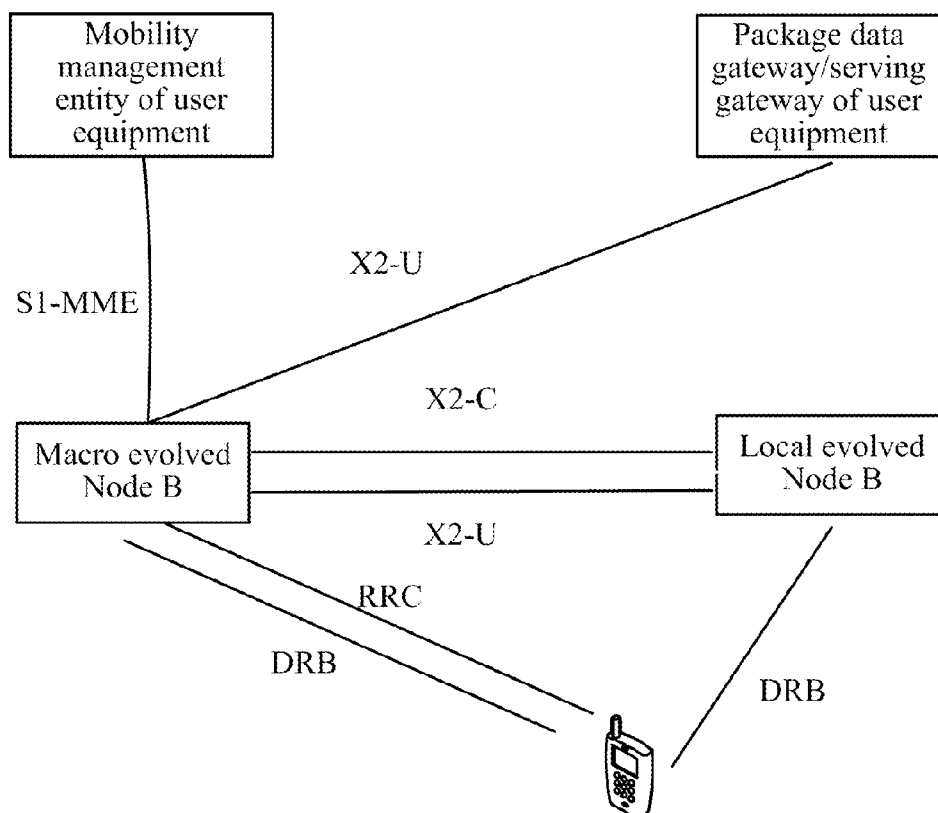 Mobility
management
entity of user
equipment
Package data
gateway/serving
gateway of user
equipment
X2-U
S1-MME
X2-C
Macro evolved
Node B
Local evolved
Node B
X2-U
RRC
DRB
DRB